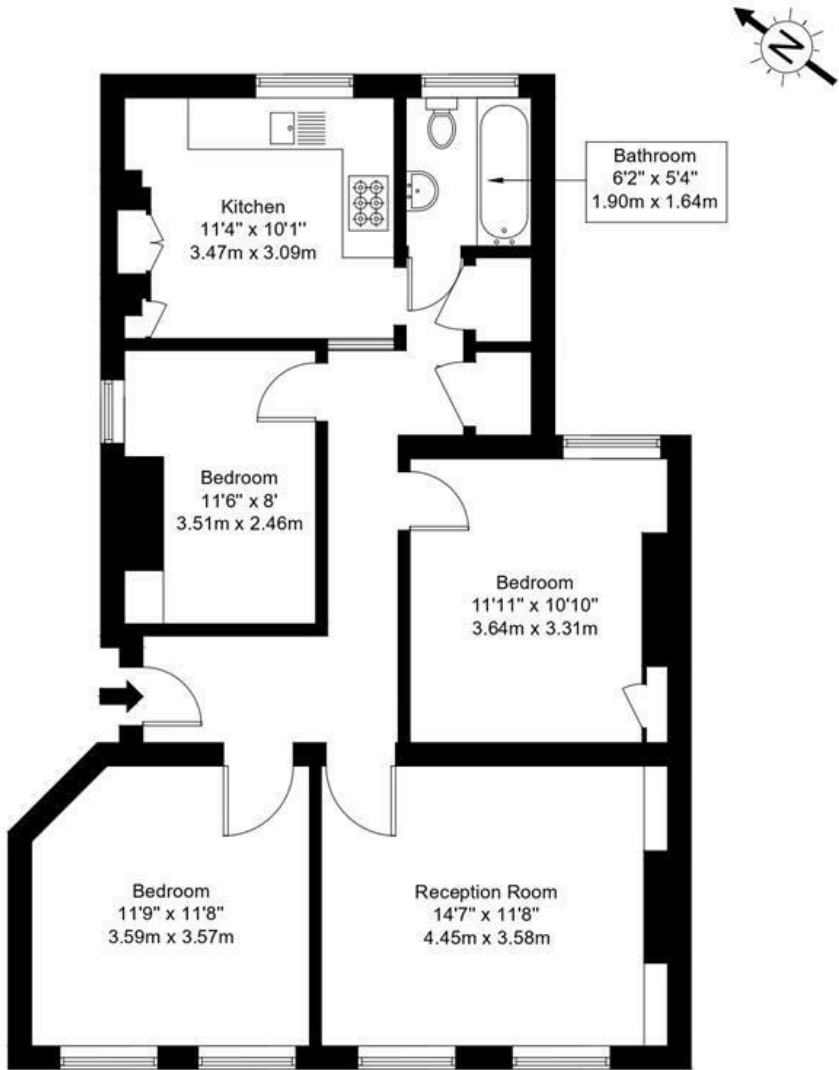 N
Bathroom
6'2" x 5'4"
1.90m x 1.64m
Kitchen
11'4" x 10'1"
3.47m x 3.09m
Bedroom
11'6" x 8'
3.51m x 2.46m
Bedroom
11'11" x 10'10"
3.64m x 3.31m
Bedroom
11'9" x 11'8"
3.59m x 3.57m
Reception Room
14'7" x 11'8"
4.45m x 3.58m